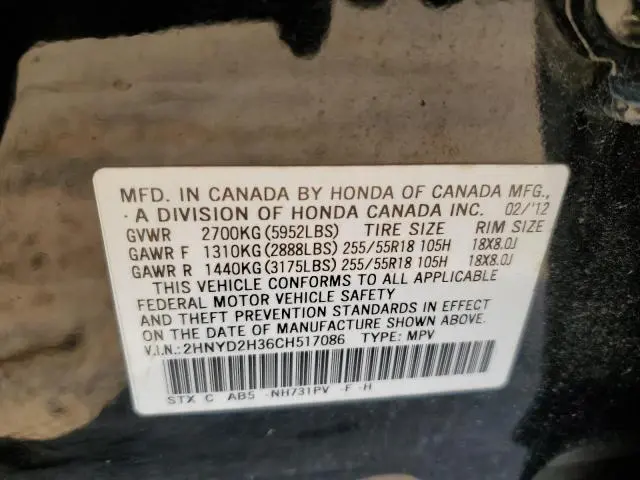 MFD. IN CANADA BY HONDA OF CANADA MFG.,
A DIVISION OF HONDA CANADA INC. 02/'12
GVWR 2700KG(5952LBS) TIRE SIZE RIM SIZE
GAWR F 1310KG(2888LBS) 255/55R18 105H 18X8.0J
GAWR R 1440KG(3175LBS) 255/55R18 105H 18X8.0J
THIS VEHICLE CONFORMS TO ALL APPLICABLE
FEDERAL MOTOR VEHICLE SAFETY
AND THEFT PREVENTION STANDARDS IN EFFECT
ON THE DATE OF MANUFACTURE SHOWN ABOVE.
V.I.N.: 2HNYD2H36CH517086 TYPE: MPV
STX C AB5 -NH731PV -F -H